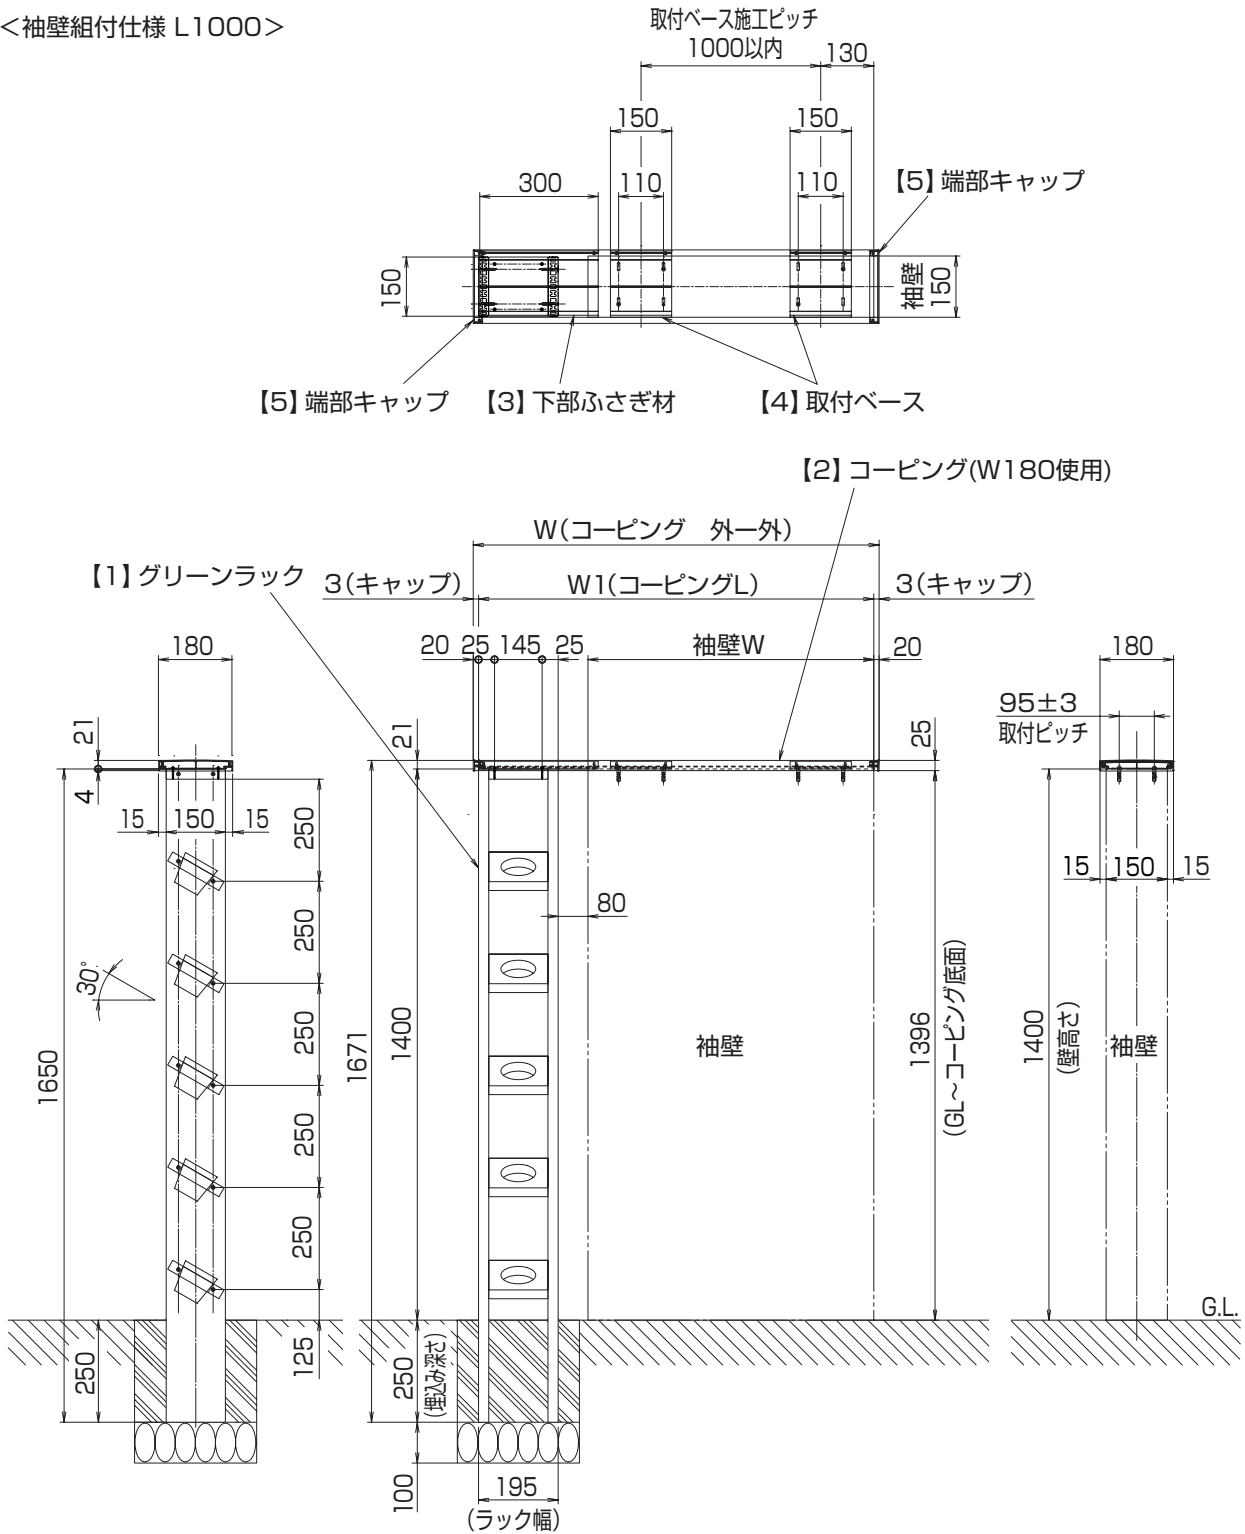 ＜袖壁組付仕様 L1000＞
取付ベース施工ピッチ
1000以内
130
150
150
300
110
110
【5】端部キャップ
150
袖壁
150
【5】端部キャップ
【3】下部ふさぎ材
【4】取付ベース
【2】コーピング(W180使用)
W(コーピング 外ー外)
【1】グリーンラック
3(キャップ)
W1(コーピングL)
3(キャップ)
180
20
25
145
25
袖壁W
20
180
21
4
21
25
95±3
取付ピッチ
15
150
15
250
250
250
250
250
125
30°
1650
250
1671
1400
80
袖壁
1396
(GL～コーピング底面)
15
150
15
1400
(壁高さ)
袖壁
G.L.
250
(埋込み深さ)
100
195
(ラック幅)